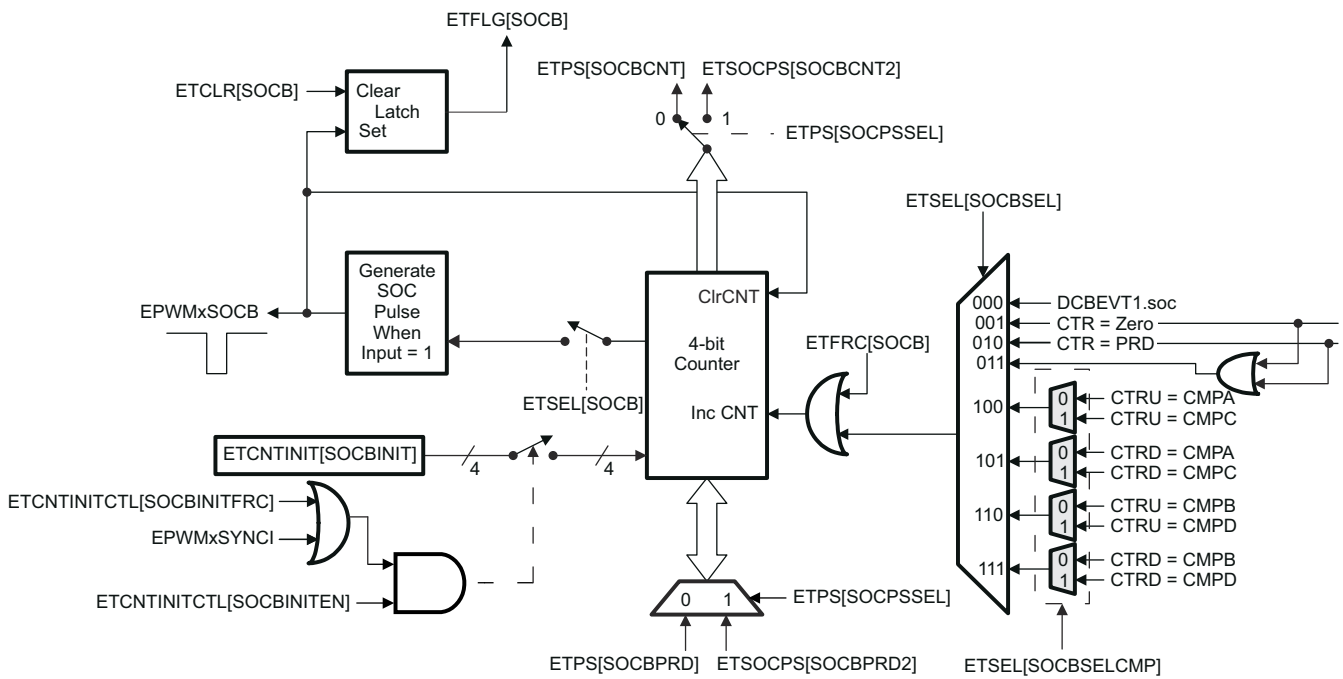 ETFLG[SOCB]
ETPS[SOCBCNT]
ETSOCPS[SOCBCNT2]
ETCLR[SOCB]
Clear
Latch
Set
0
1
ETPS[SOCPSSEL]
ETSEL[SOCBSEL]
Generate
SOC
Pulse
When
Input = 1
EPWMxSOCB
ClrCNT
4-bit
Counter
Inc CNT
ETSEL[SOCB]
ETFRC[SOCB]
000
001
010
011
100
101
110
111
DCBEVT1.soc
CTR = Zero
CTR = PRD
0
1
CTRU = CMPA
CTRU = CMPC
0
1
CTRD = CMPA
CTRD = CMPC
0
1
CTRU = CMPB
CTRU = CMPD
0
1
CTRD = CMPB
CTRD = CMPD
ETSEL[SOCBSELCMP]
ETCNTINIT[SOCBINIT]
4
4
ETCNTINITCTL[SOCBINITFRC]
EPWMxSYNCI
ETCNTINITCTL[SOCBINITEN]
0
1
ETPS[SOCPSSEL]
ETPS[SOCBPRD]
ETSOCPS[SOCBPRD2]